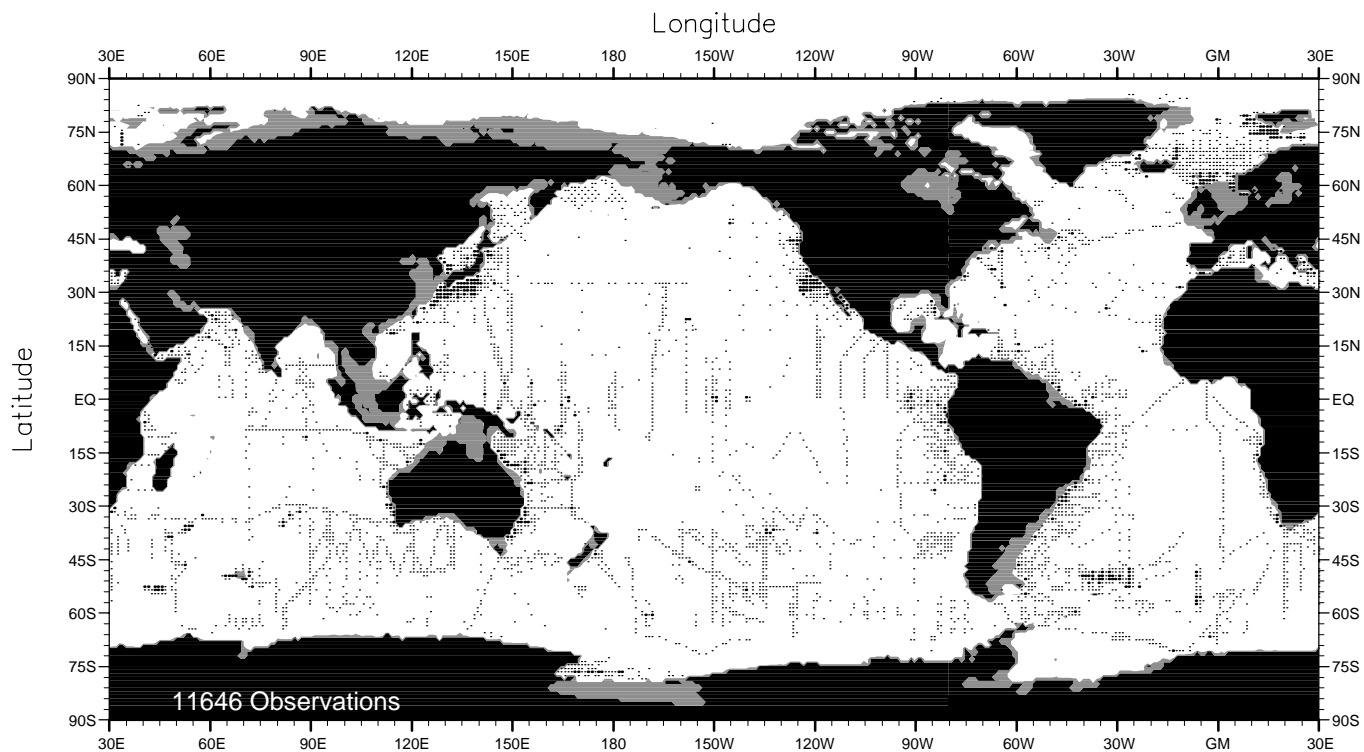 Longitude
30E 60E 90E 120E 150E 180 150W 120W 90W 60W 30W GM 30E
90N 90N
75N 75N
60N 60N
45N 45N
30N 30N
15N 15N
Latitude
EQ EQ
15S 15S
30S 30S
45S 45S
60S 60S
75S 75S
11646 Observations
90S 90S
30E 60E 90E 120E 150E 180 150W 120W 90W 60W 30W GM 30E